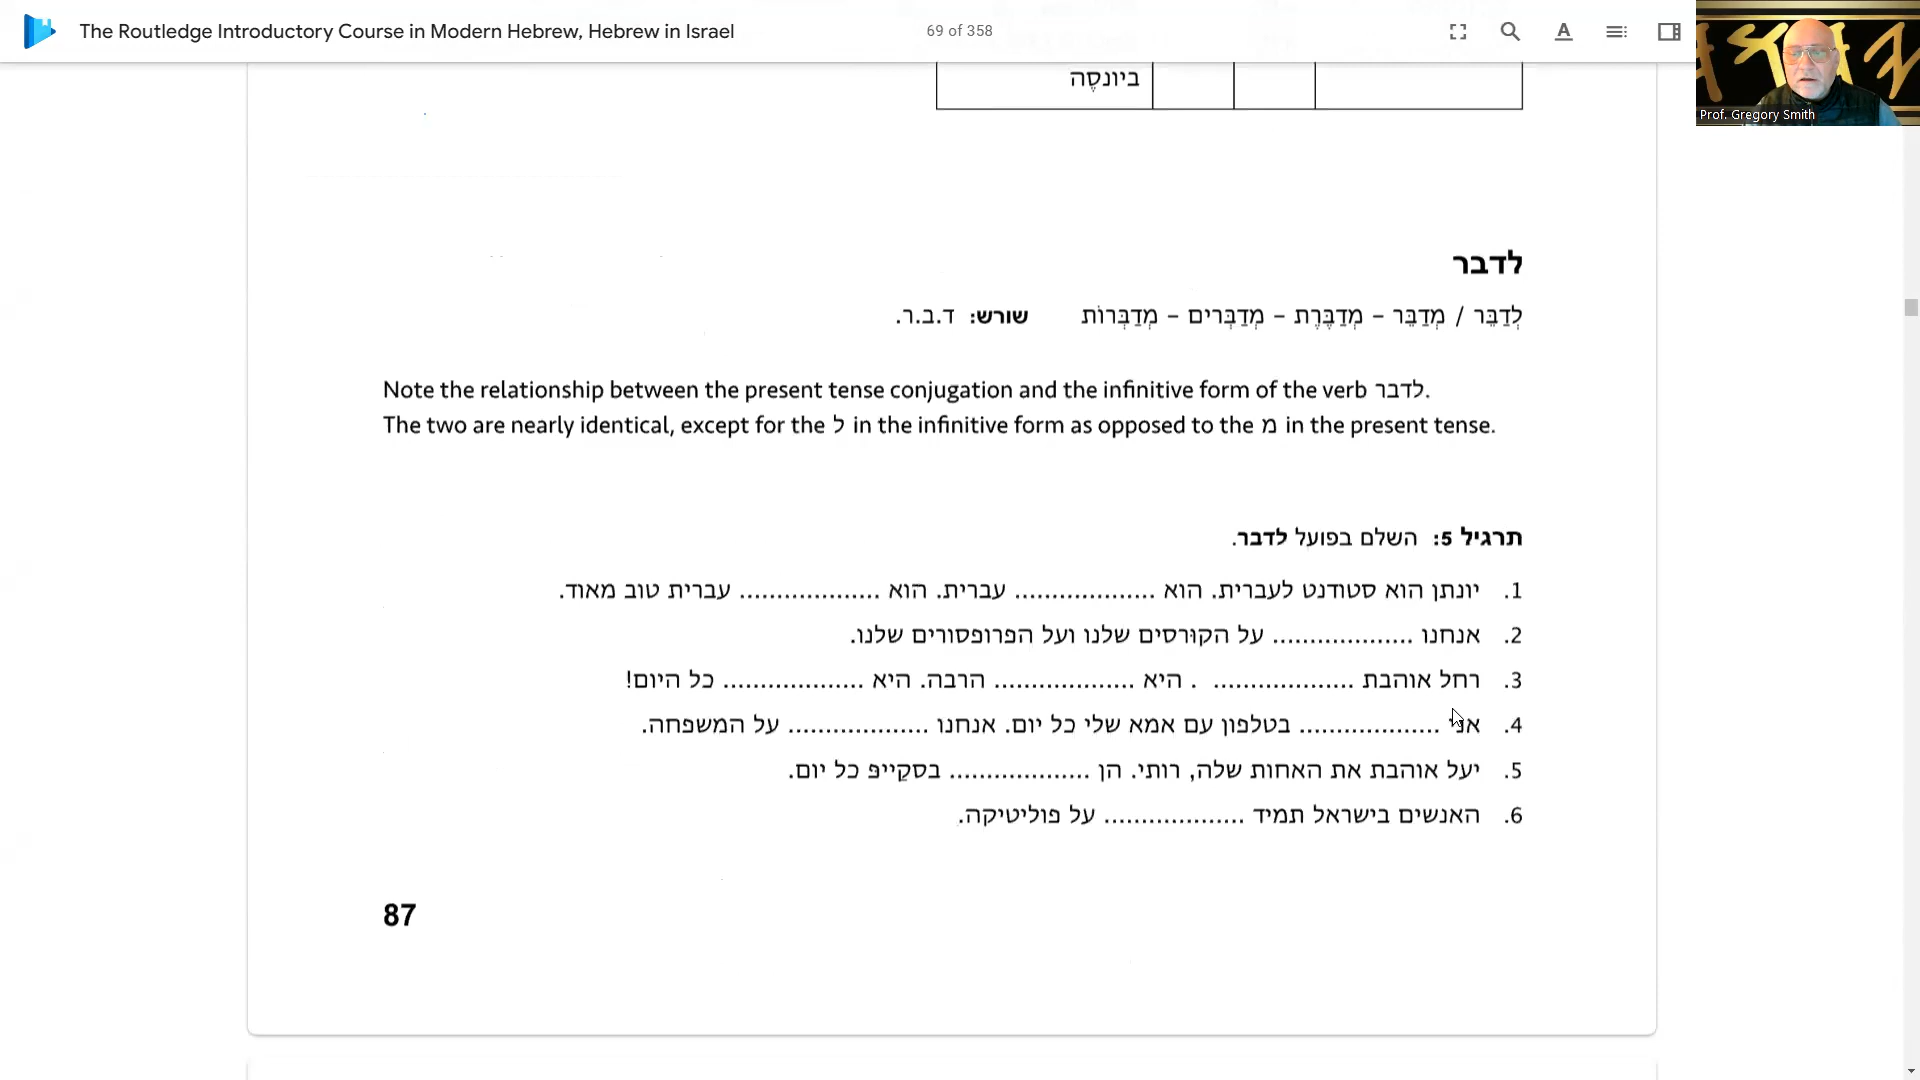 The Routledge Introductory Course in Modern Hebrew, Hebrew in Israel
69 of 358
A
Prof. Gregory Smith
ביונסֶה
לדבר
לְדַבֵּר / מְדַבֵּר – מְדַבֶּרֶת – מְדַבְּרים – מְדַבְּרוֹת שורש: ד.ב.ר.
Note the relationship between the present tense conjugation and the infinitive form of the verb לדבר.
The two are nearly identical, except for the ל in the infinitive form as opposed to the מ in the present tense.
תרגיל 5: השלם בפועל לדבר.
1. יונתן הוא סטודנט לעברית. הוא ................... עברית. הוא ................... עברית טוב מאוד.
2. אנחנו ................... על הקוּרסים שלנו ועל הפרופסורים שלנו.
3. רחל אוהבת ................... . היא ................... הרבה. היא ................... כל היום!
4. אני ................... בטלפון עם אמא שלי כל יום. אנחנו ................... על המשפחה.
5. יעל אוהבת את האחות שלה, רותי. הן ................... בסקַייפּ כל יום.
6. האנשים בישראל תמיד ................... על פוליטיקה.
87